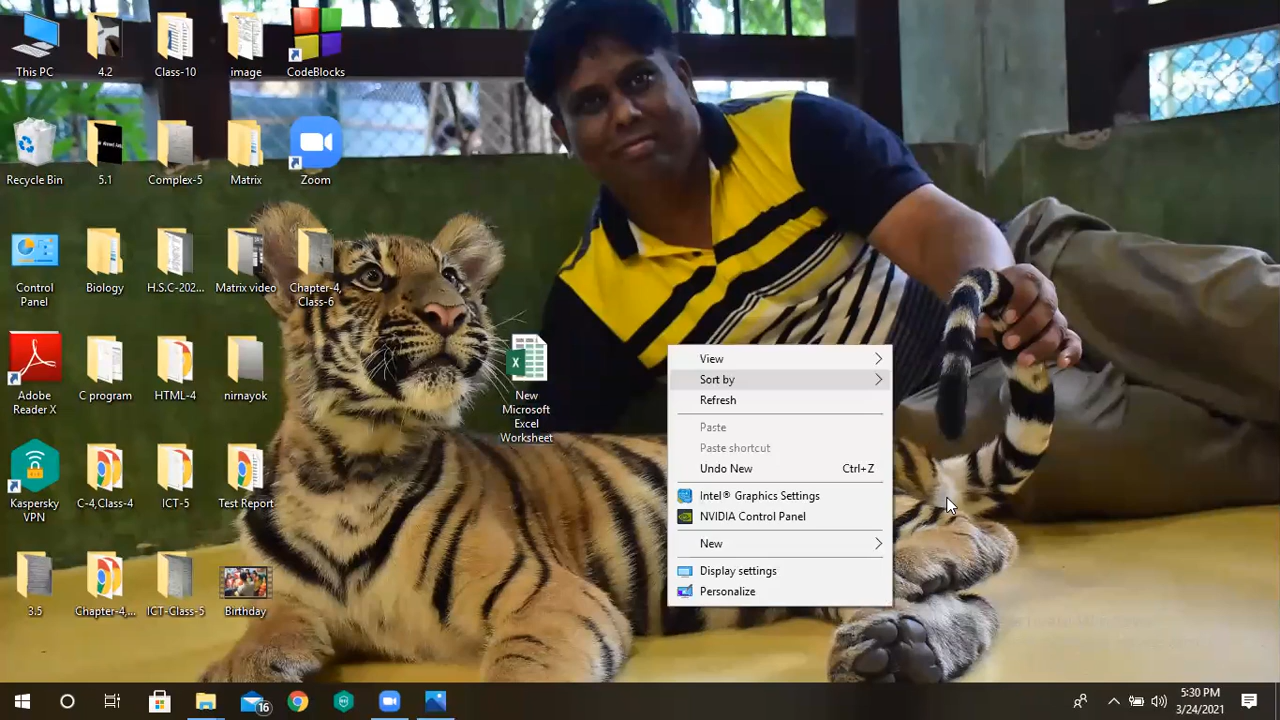 This PC
4.2
Class-10
image
CodeBlocks
Recycle Bin
5.1
Complex-5
Matrix
Zoom
Control
Panel
Biology
H.S.C-202...
Matrix video
Chapter-4,
Class-6
Adobe
Reader X
C program
HTML-4
nirnayok
New
Microsoft
Excel
Worksheet
Kaspersky
VPN
C-4,Class-4
ICT-5
Test Report
3.5
Chapter-4,...
ICT-Class-5
Birthday
View
Sort by
Refresh
Paste
Paste shortcut
Undo New Ctrl+Z
Intel® Graphics Settings
NVIDIA Control Panel
New
Display settings
Personalize
16
5:30 PM
3/24/2021